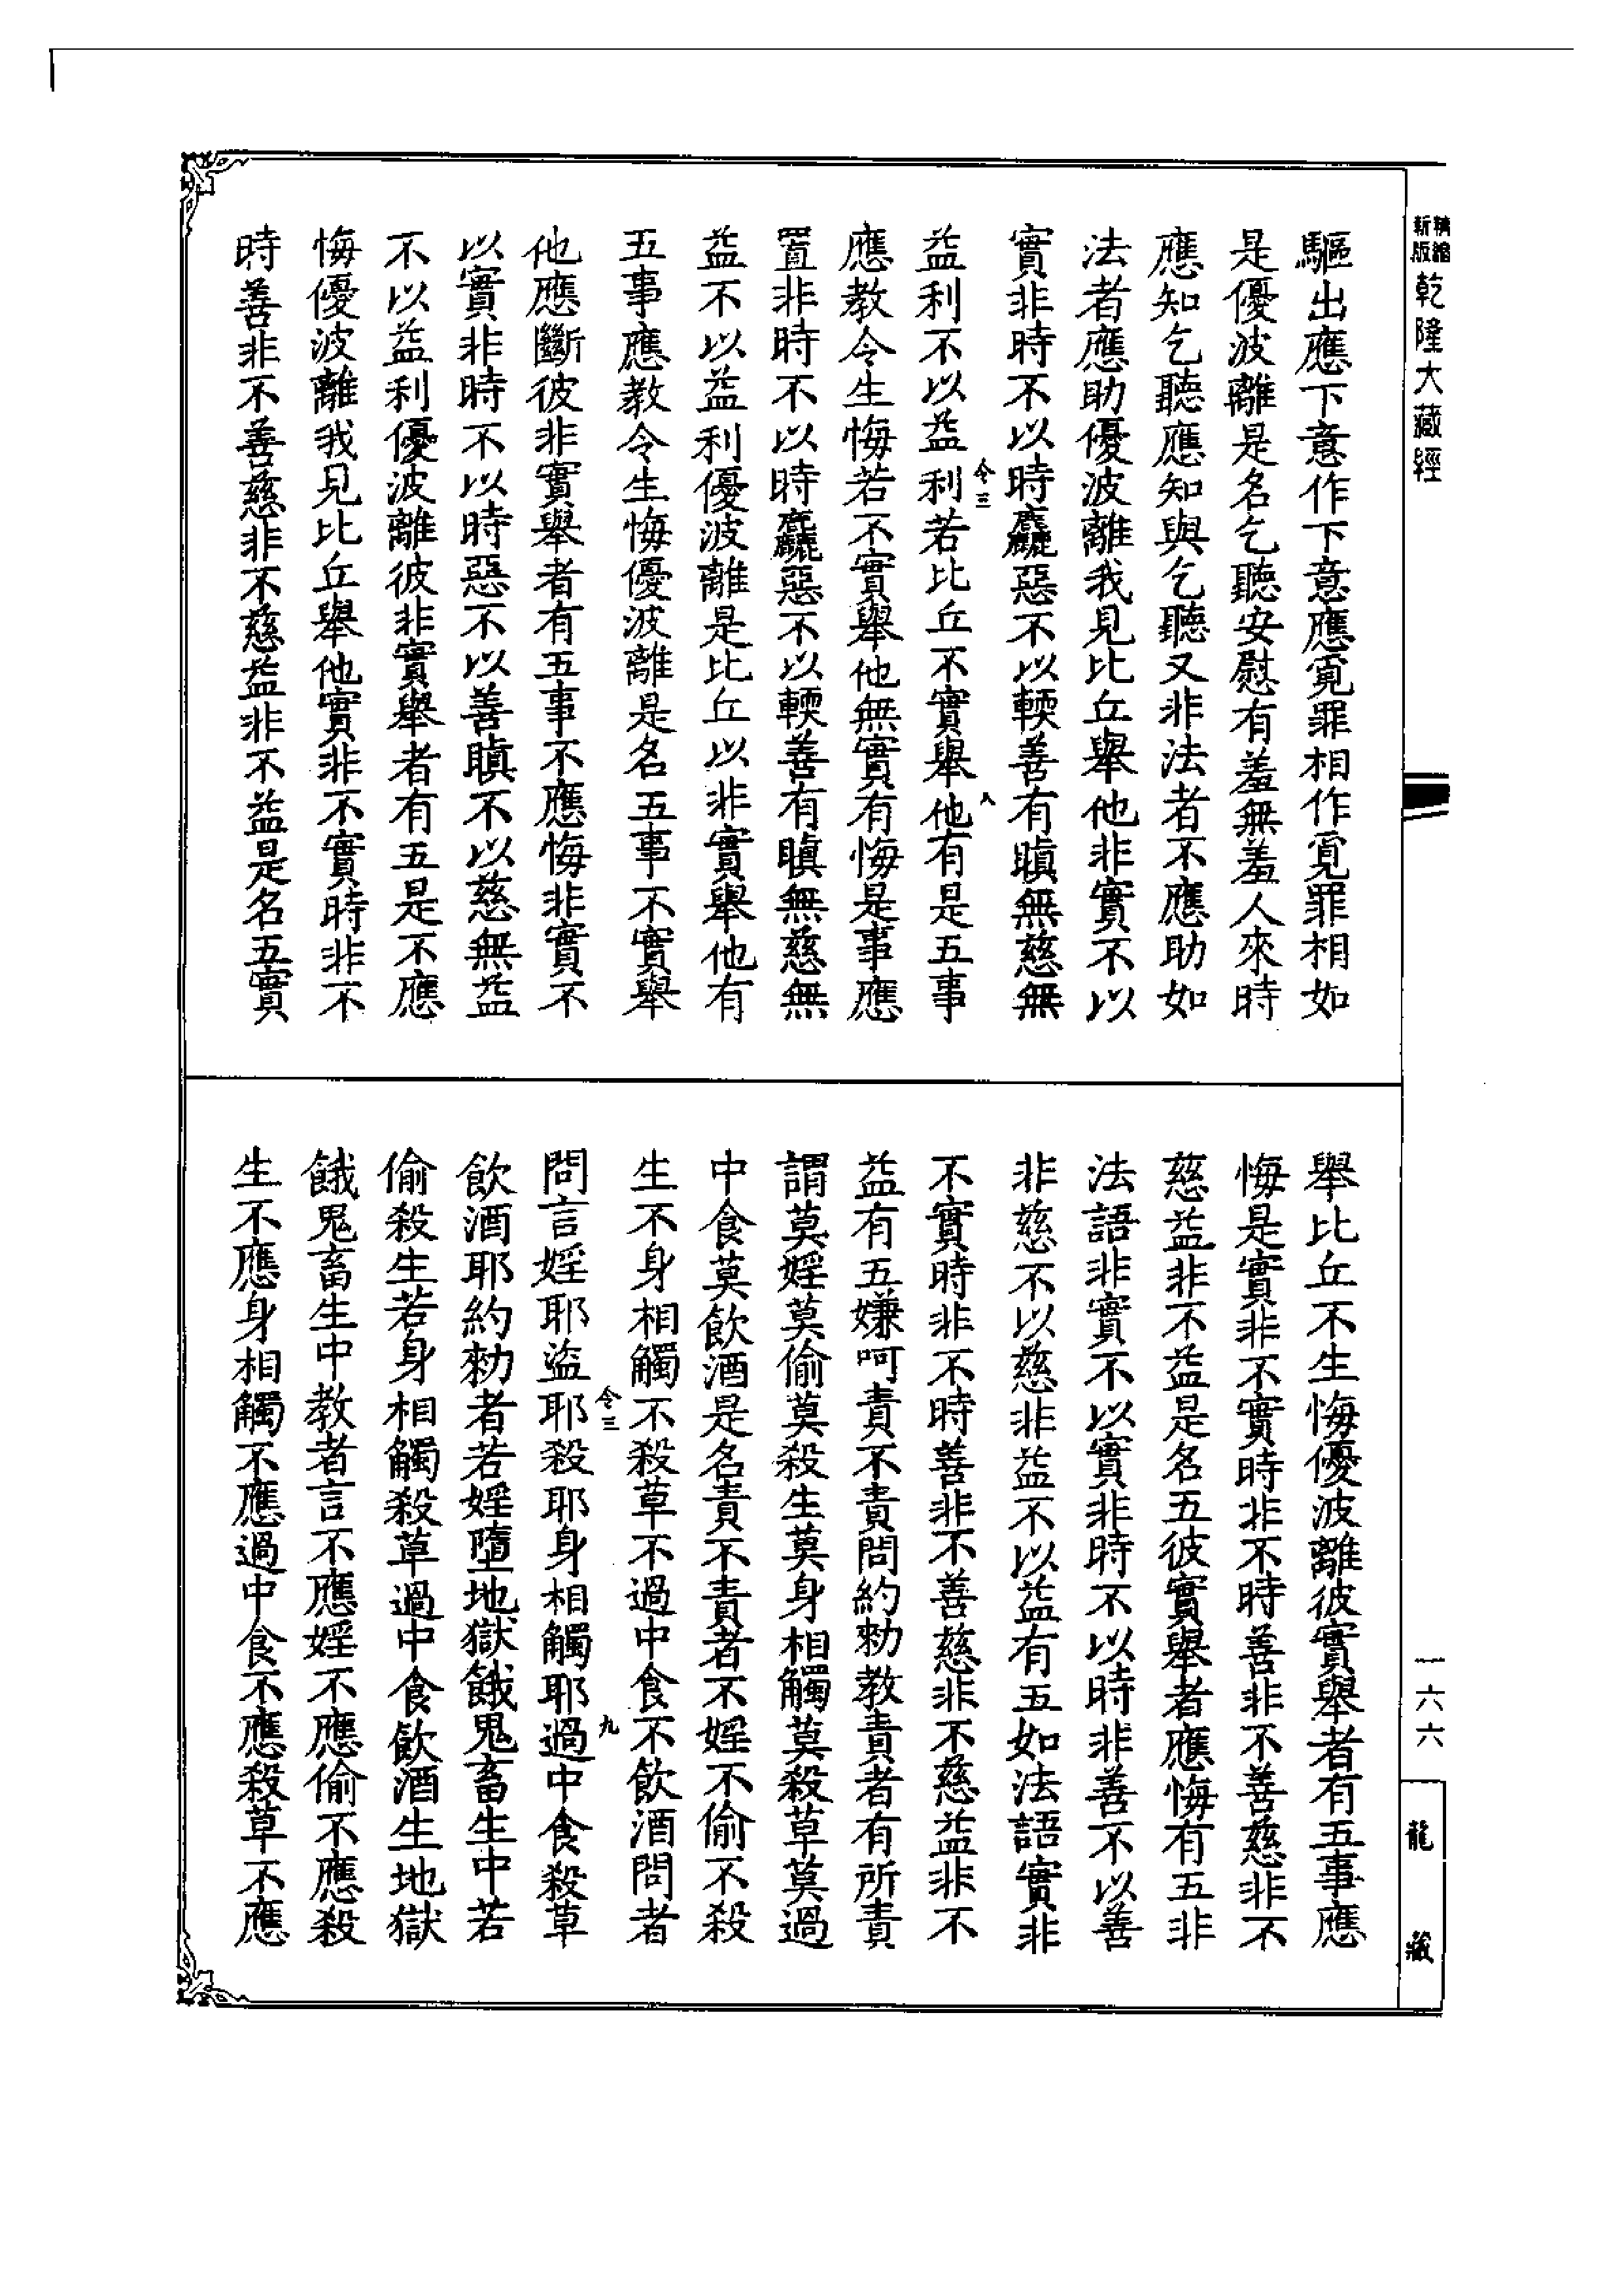 精縮新版 乾隆大藏經
驅出應下意作下意應覓罪相作覓罪相如
是優波離是名乞聽安慰有羞無羞人來時
應知乞聽應知與乞聽又非法者不應助如
法者應助優波離我見比丘舉他非實不以
實非時不以時麤惡不以輭善有瞋無慈無
益利不以益利若比丘不實舉他有是五事
令三
八
應教令生悔若不實舉他無實有悔是事應
置非時不以時麤惡不以輭善有瞋無慈無
益不以益利優波離是比丘以非實舉他有
五事應教令生悔優波離是名五事不實舉
他應斷彼非實舉者有五事不應悔非實不
以實非時不以時惡不以善瞋不以慈無益
不以益利優波離彼非實舉者有五是不應
悔優波離我見比丘舉他實非不實時非不
時善非不善慈非不慈益非不益是名五實
舉比丘不生悔優波離彼實舉者有五事應
悔是實非不實時非不時善非不善慈非不
慈益非不益是名五彼實舉者應悔有五非
法語非實不以實非時不以時非善不以善
非慈不以慈非益不以益有五如法語實非
不實時非不時善非不善慈非不慈益非不
益有五嫌呵責不責問約勑教責者有所責
謂莫婬莫偷莫殺生莫身相觸莫殺草莫過
中食莫飲酒是名責不責者不婬不偷不殺
生不身相觸不殺草不過中食不飲酒問者
令三
九
問言婬耶盜耶殺耶身相觸耶過中食殺草
飲酒耶約勑者若婬墮地獄餓鬼畜生中若
偷殺生若身相觸殺草過中食飲酒生地獄
餓鬼畜生中教者言不應婬不應偷不應殺
生不應身相觸不應過中食不應殺草不應
一六六
龍藏